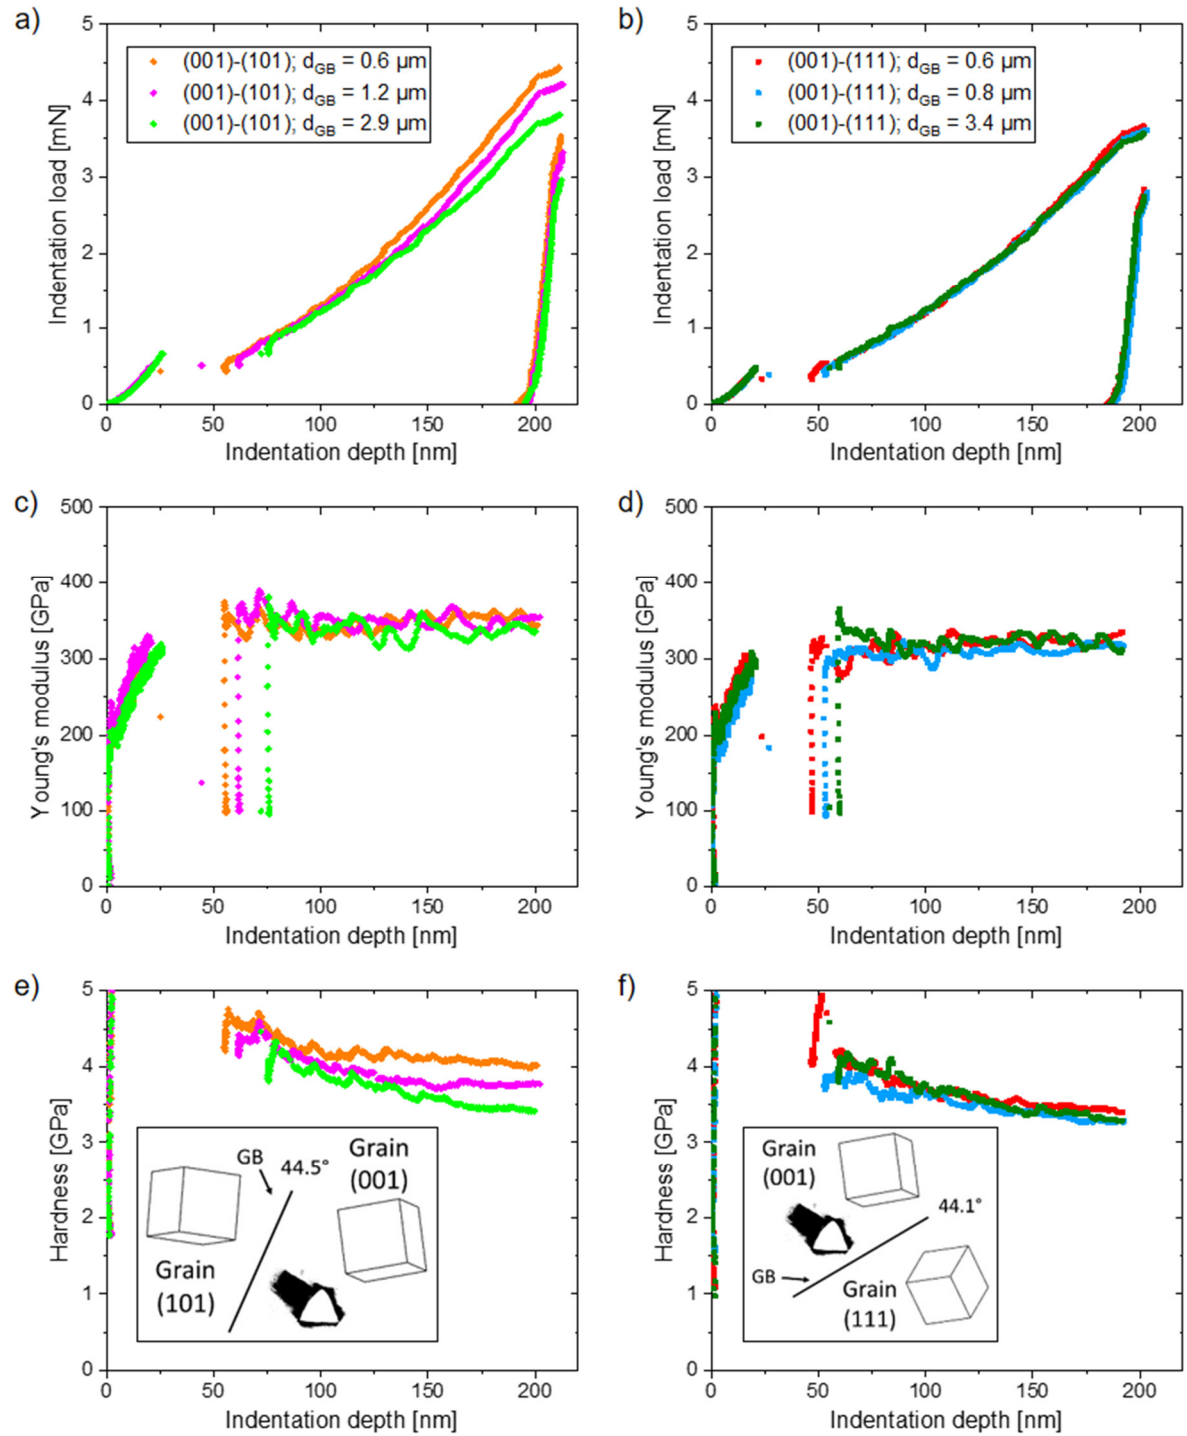 a)
5
4
3
2
1
0
Indentation load [mN]
(001)-(101); d_GB = 0.6 µm
(001)-(101); d_GB = 1.2 µm
(001)-(101); d_GB = 2.9 µm
0 50 100 150 200
Indentation depth [nm]
b)
5
4
3
2
1
0
Indentation load [mN]
(001)-(111); d_GB = 0.6 µm
(001)-(111); d_GB = 0.8 µm
(001)-(111); d_GB = 3.4 µm
0 50 100 150 200
Indentation depth [nm]
c)
500
400
300
200
100
0
Young's modulus [GPa]
0 50 100 150 200
Indentation depth [nm]
d)
500
400
300
200
100
0
Young's modulus [GPa]
0 50 100 150 200
Indentation depth [nm]
e)
5
4
3
2
1
0
Hardness [GPa]
GB
44.5°
Grain
(001)
Grain
(101)
0 50 100 150 200
Indentation depth [nm]
f)
5
4
3
2
1
0
Hardness [GPa]
Grain
(001)
44.1°
GB
Grain
(111)
0 50 100 150 200
Indentation depth [nm]